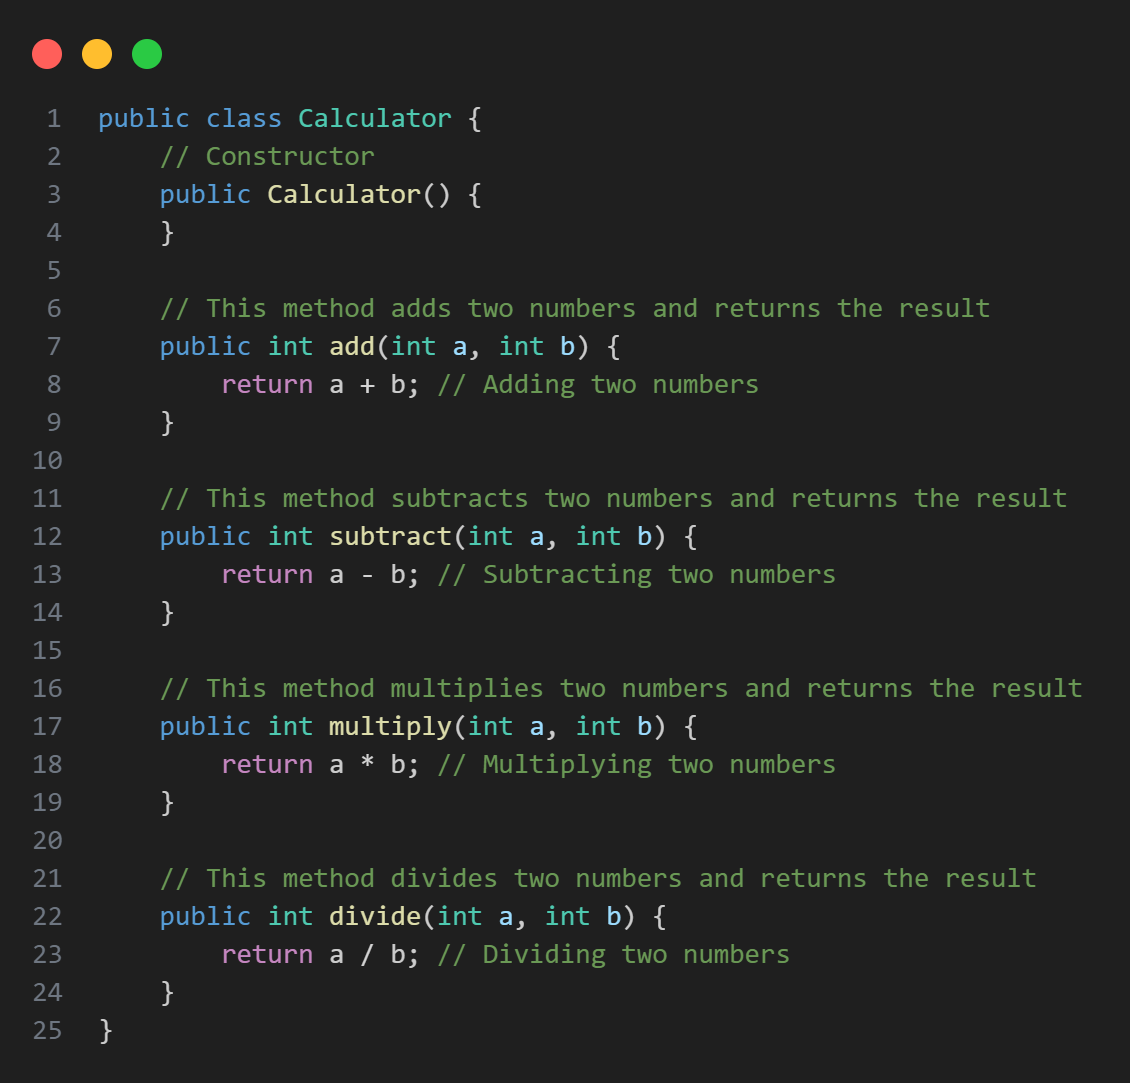 1 public class Calculator {
2     // Constructor
3     public Calculator() {
4     }
5
6     // This method adds two numbers and returns the result
7     public int add(int a, int b) {
8         return a + b; // Adding two numbers
9     }
10
11     // This method subtracts two numbers and returns the result
12     public int subtract(int a, int b) {
13         return a - b; // Subtracting two numbers
14     }
15
16     // This method multiplies two numbers and returns the result
17     public int multiply(int a, int b) {
18         return a * b; // Multiplying two numbers
19     }
20
21     // This method divides two numbers and returns the result
22     public int divide(int a, int b) {
23         return a / b; // Dividing two numbers
24     }
25 }